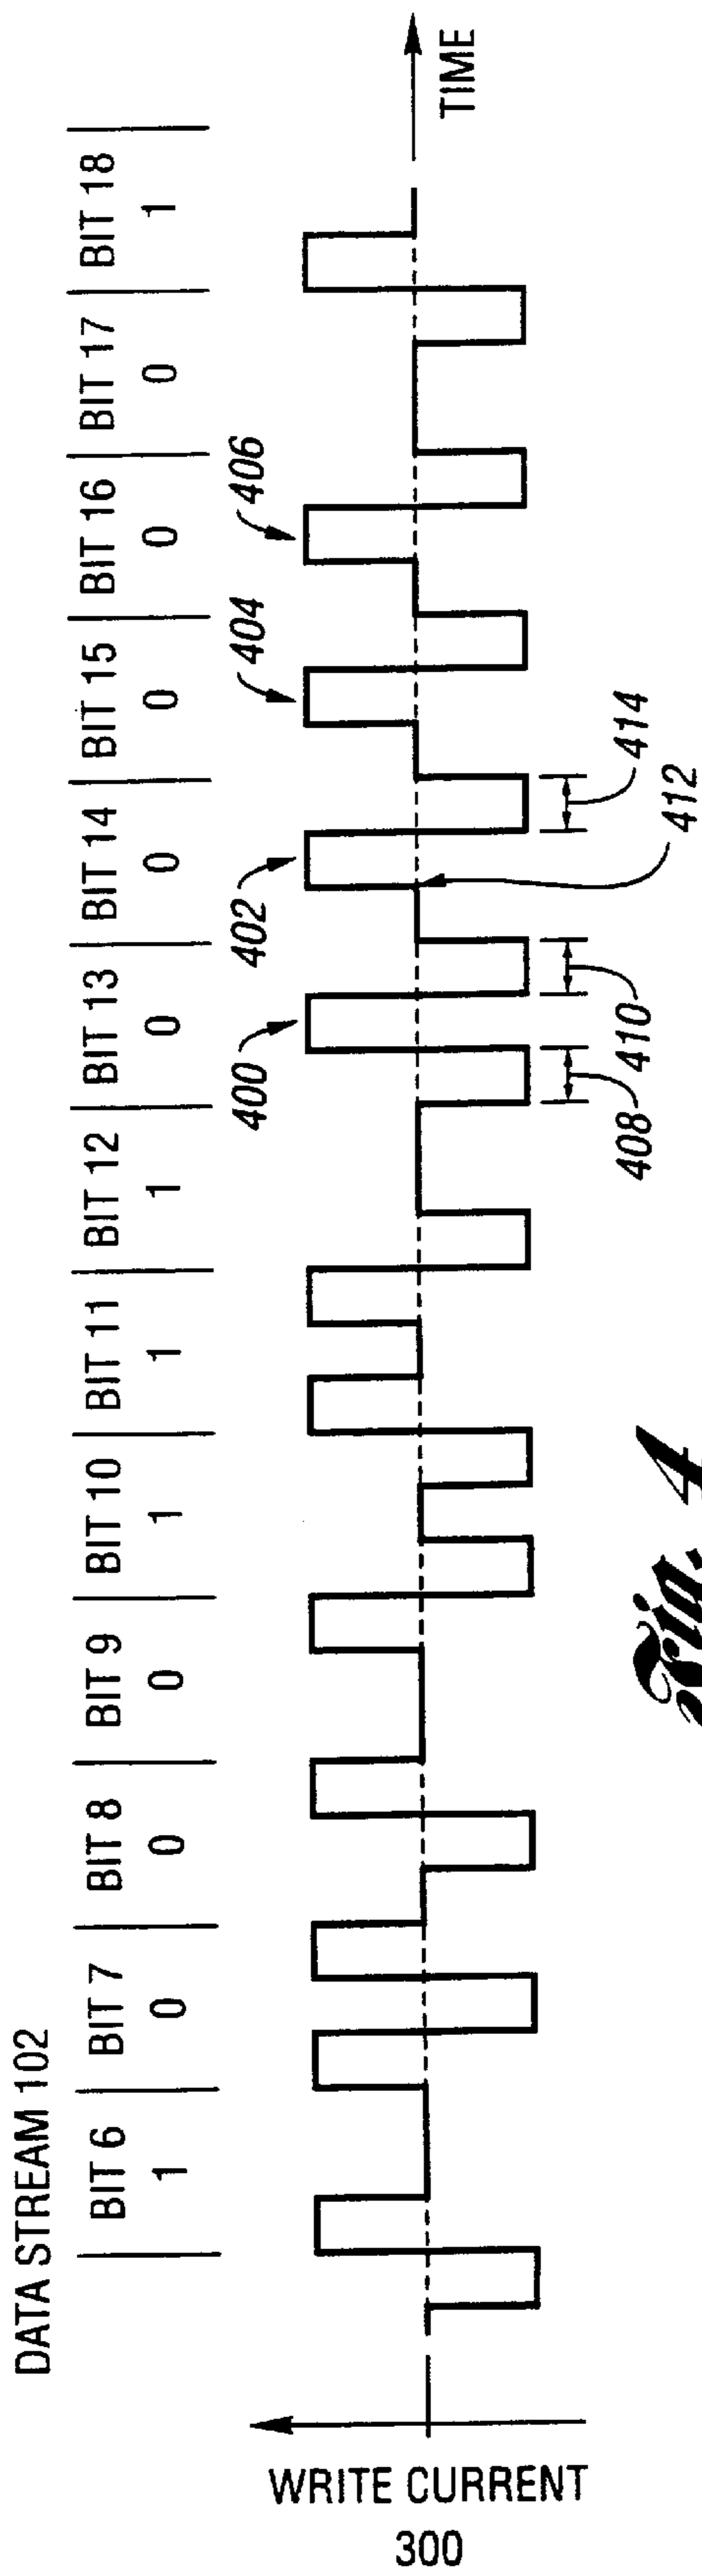 DATA STREAM 102
BIT 6 BIT 7 BIT 8 BIT 9 BIT 10 BIT 11 BIT 12 BIT 13 BIT 14 BIT 15 BIT 16 BIT 17 BIT 18
1 0 0 0 1 1 1 0 0 0 0 0 1
400 402 404 406
TIME
WRITE CURRENT
300
408 410 412 414
Fig. 4